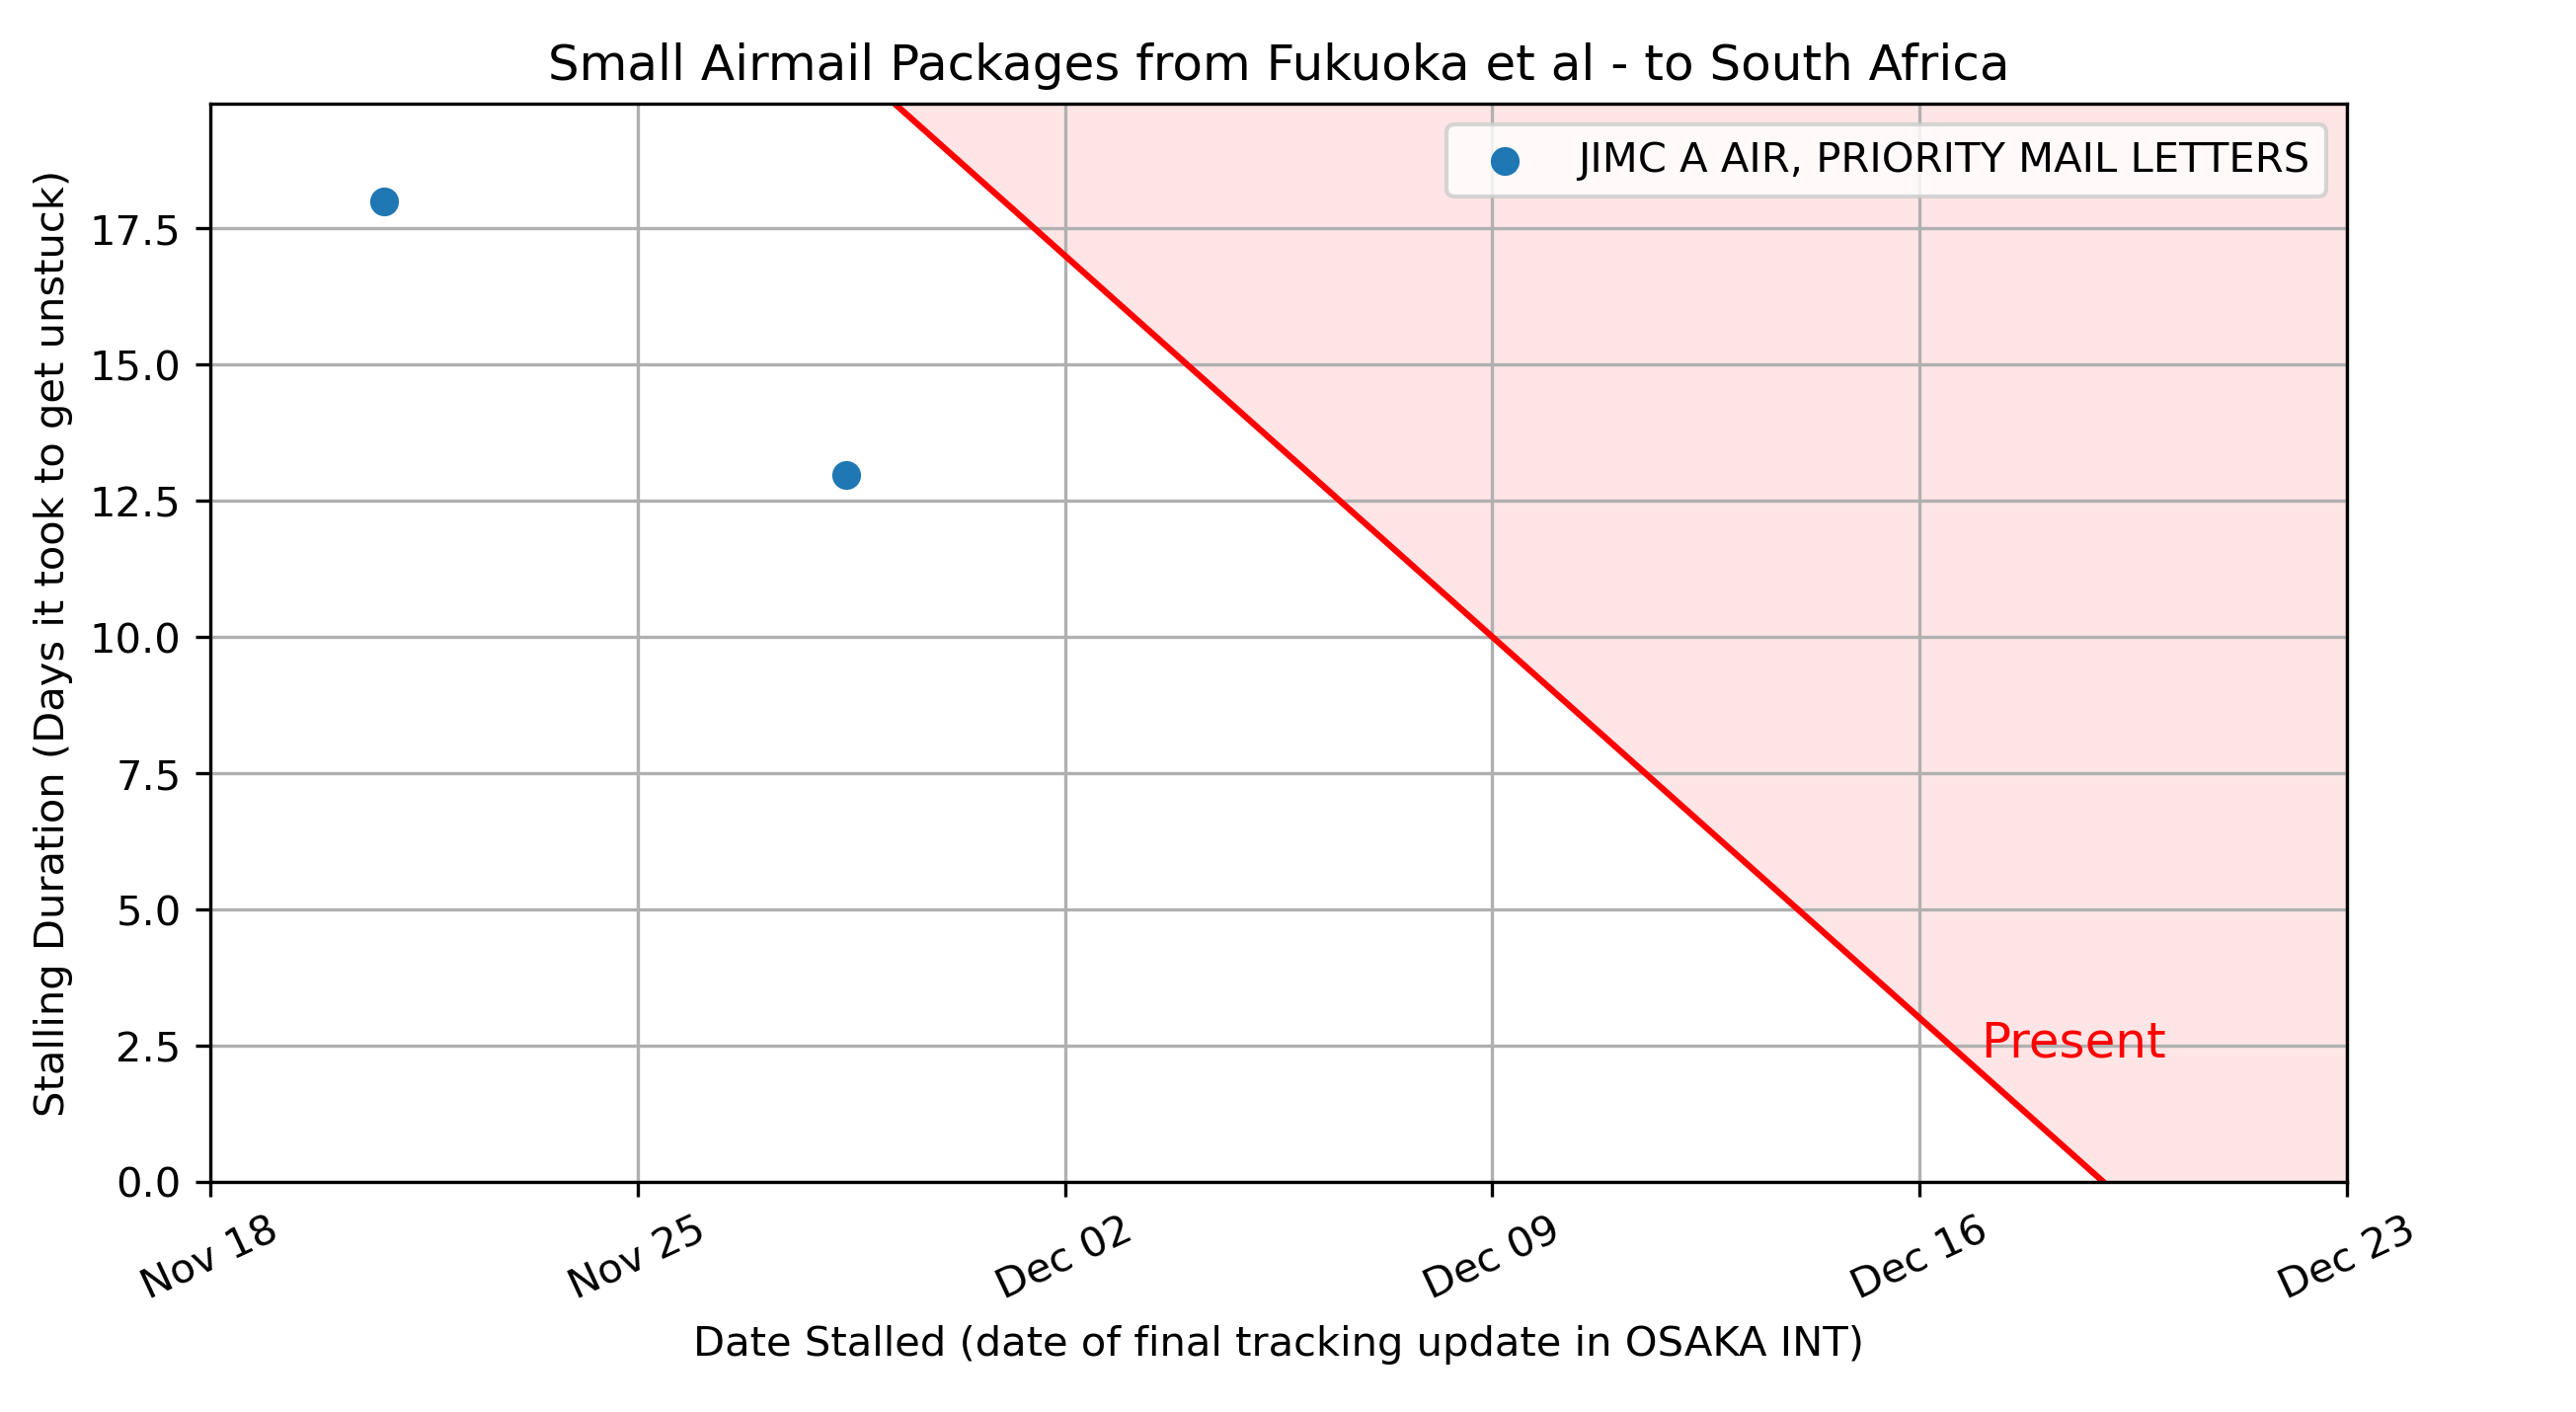 Small Airmail Packages from Fukuoka et al - to South Africa
JIMC A AIR, PRIORITY MAIL LETTERS
Stalling Duration (Days it took to get unstuck)
17.5
15.0
12.5
10.0
7.5
5.0
2.5
0.0
Present
Nov 18
Nov 25
Dec 02
Dec 09
Dec 16
Dec 23
Date Stalled (date of final tracking update in OSAKA INT)